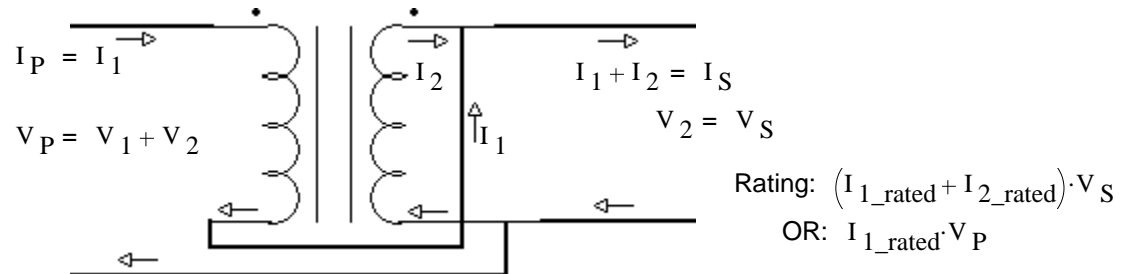 I_P = I_1
V_P = V_1 + V_2
I_2
I_1
I_1 + I_2 = I_S
V_2 = V_S
Rating: (I_1_rated + I_2_rated)·V_S
OR: I_1_rated·V_P